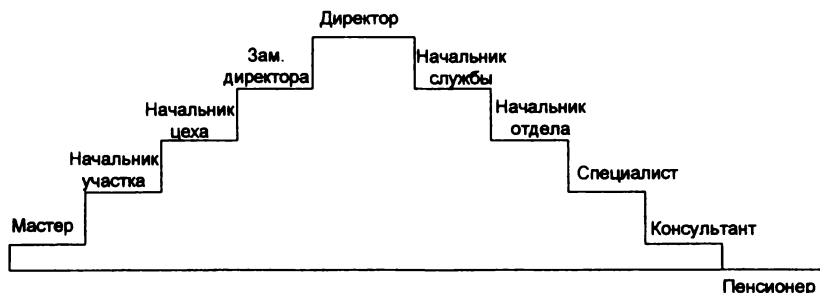 Директор
Зам.
директора
Начальник
службы
Начальник
цеха
Начальник
отдела
Начальник
участка
Специалист
Мастер
Консультант
Пенсионер